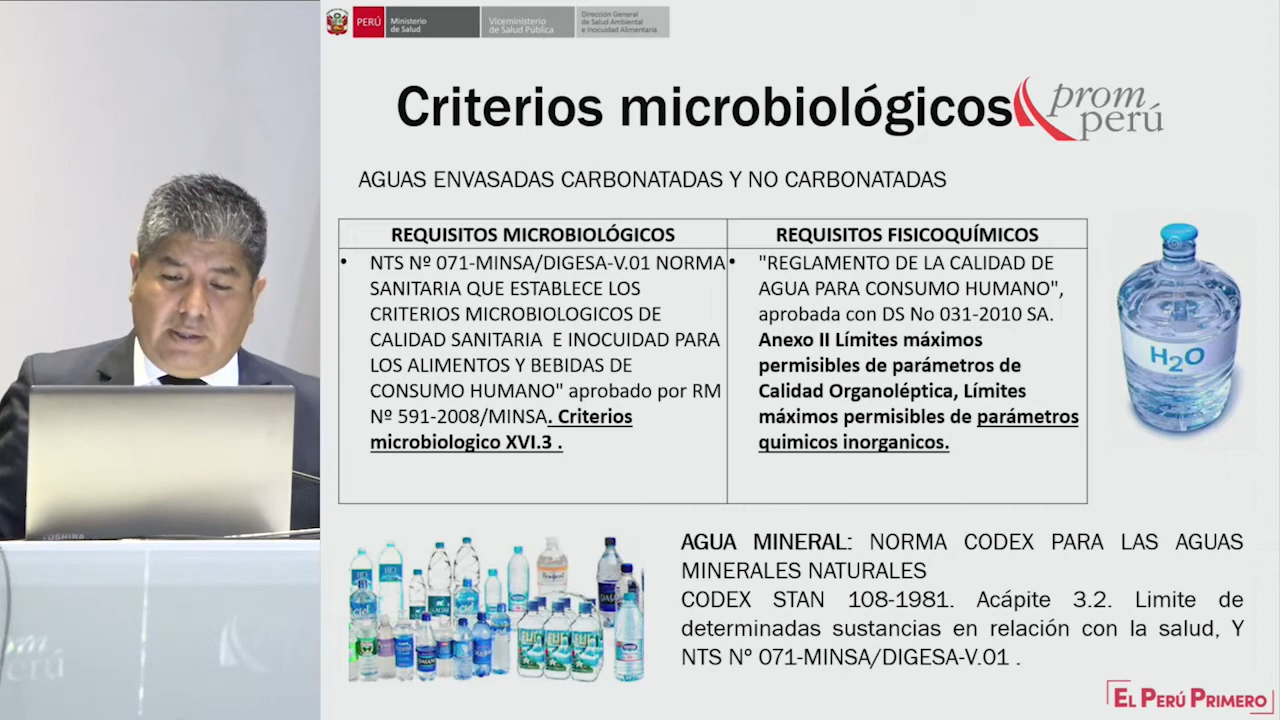 PERÚ
Ministerio
de Salud
Viceministerio
de Salud Pública
Dirección General
de Salud Ambiental
e Inocuidad Alimentaria
Criterios microbiológicos
prom
perú
AGUAS ENVASADAS CARBONATADAS Y NO CARBONATADAS
REQUISITOS MICROBIOLÓGICOS
• NTS Nº 071-MINSA/DIGESA-V.01 NORMA
SANITARIA QUE ESTABLECE LOS
CRITERIOS MICROBIOLOGICOS DE
CALIDAD SANITARIA E INOCUIDAD PARA
LOS ALIMENTOS Y BEBIDAS DE
CONSUMO HUMANO" aprobado por RM
Nº 591-2008/MINSA. Criterios
microbiologico XVI.3 .
REQUISITOS FISICOQUÍMICOS
• "REGLAMENTO DE LA CALIDAD DE
AGUA PARA CONSUMO HUMANO",
aprobada con DS No 031-2010 SA.
Anexo II Límites máximos
permisibles de parámetros de
Calidad Organoléptica, Límites
máximos permisibles de parámetros
quimicos inorganicos.
H2O
AGUA MINERAL: NORMA CODEX PARA LAS AGUAS
MINERALES NATURALES
CODEX STAN 108-1981. Acápite 3.2. Limite de
determinadas sustancias en relación con la salud, Y
NTS Nº 071-MINSA/DIGESA-V.01 .
TOSHIBA
prom
perú
EL PERÚ PRIMERO